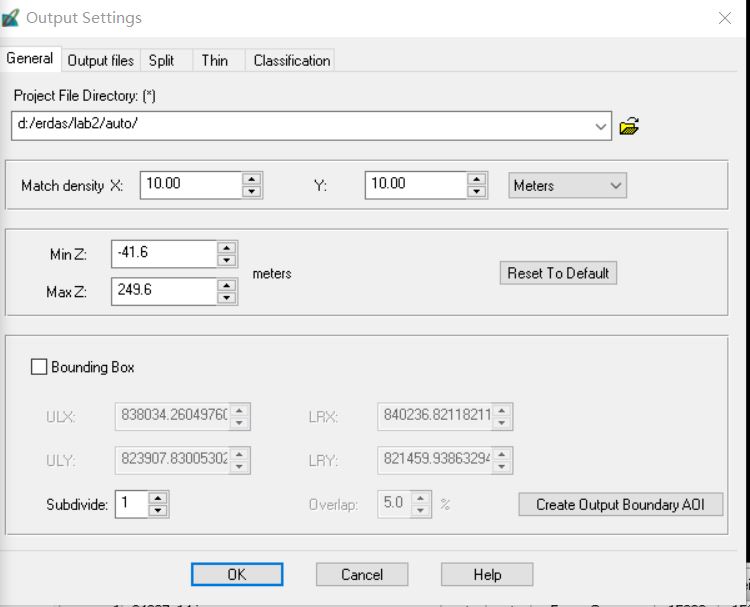 Output Settings
General Output files Split Thin Classification
Project File Directory: (*)
d:/erdas/lab2/auto/
Match density X: 10.00 Y: 10.00 Meters
Min Z: -41.6
meters Reset To Default
Max Z: 249.6
Bounding Box
ULX: 838034.2604976( LRX: 840236.82118211
ULY: 823907.83005302 LRY: 821459.93863294
Subdivide: 1 Overlap: 5.0 % Create Output Boundary AOI
OK Cancel Help